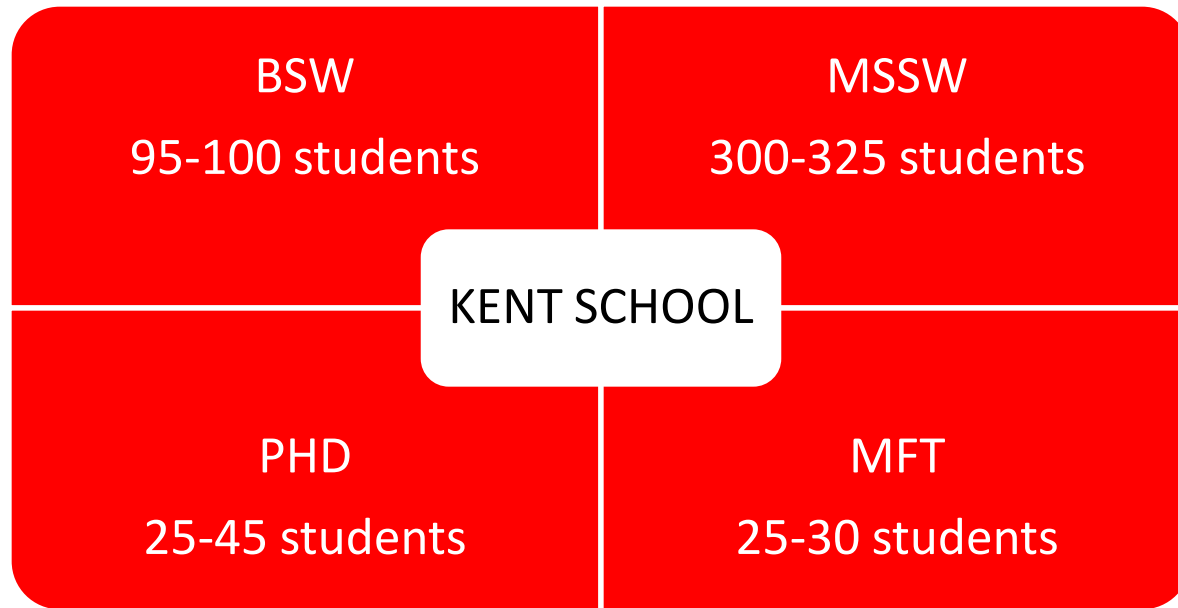 BSW
95-100 students
MSSW
300-325 students
KENT SCHOOL
PHD
25-45 students
MFT
25-30 students